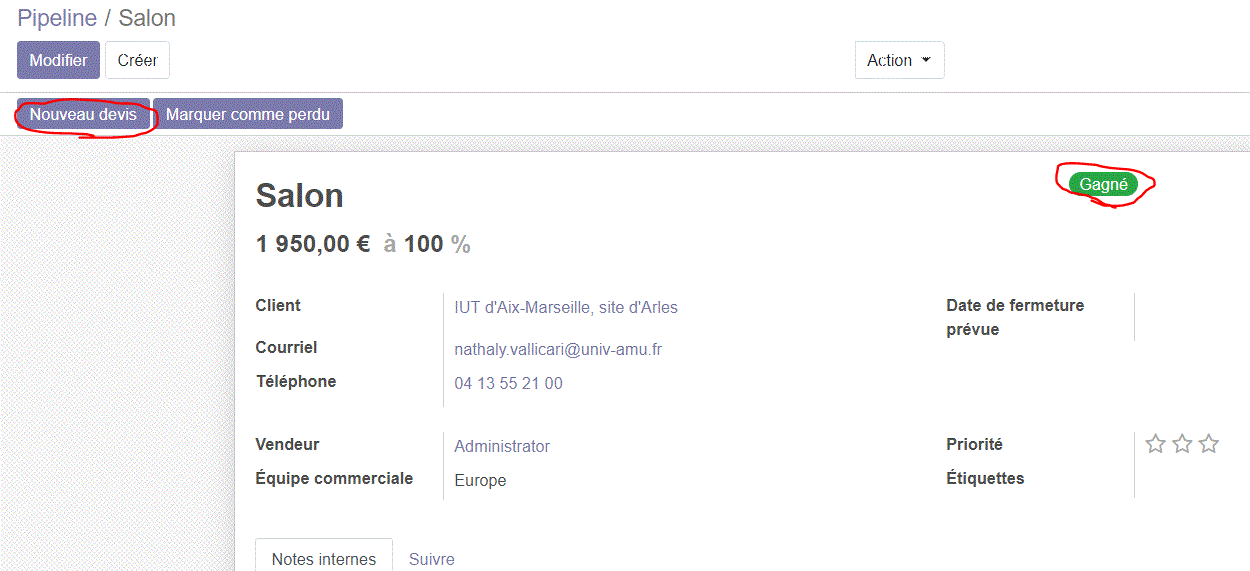 Pipeline / Salon
Modifier Créer Action
Nouveau devis Marquer comme perdu
Gagné
Salon
1 950,00 € à 100 %
Client IUT d'Aix-Marseille, site d'Arles Date de fermeture prévue
Courriel nathaly.vallicari@univ-amu.fr
Téléphone 04 13 55 21 00
Vendeur Administrator Priorité
Équipe commerciale Europe Étiquettes
Notes internes Suivre